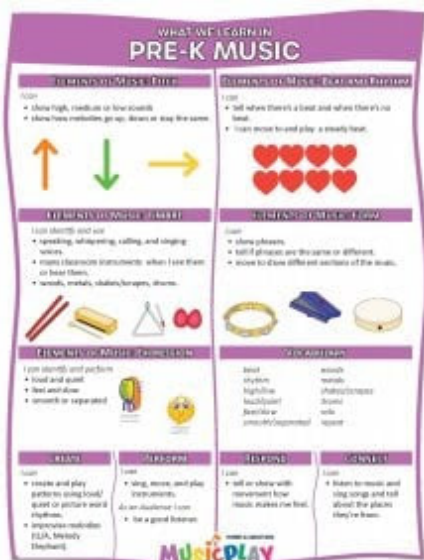 WHAT WE LEARN IN
PRE-K MUSIC
ELEMENTS OF MUSIC: PITCH
I can
• show high, medium or low sounds
• show how melodies go up, down or stay the same.
ELEMENTS OF MUSIC: BEAT AND RHYTHM
I can
• tell when there's a beat and when there's no
beat.
• I can move to and play a steady beat.
ELEMENTS OF MUSIC: TIMBRE
I can identify and use
• speaking, whispering, calling, and singing
voices.
• many classroom instruments when I see them
or hear them.
• woods, metals, shakes/scrapes, drums.
ELEMENTS OF MUSIC: FORM
I can
• show phrases.
• tell if phrases are the same or different.
• move to show different sections of the music.
ELEMENTS OF MUSIC: EXPRESSION
I can identify and perform
• loud and quiet
• fast and slow
• smooth or separated
VOCABULARY
beat
rhythm
high/low
loud/quiet
fast/slow
smooth/separated
woods
metals
shakes/scrapes
drums
solo
repeat
CREATE
I can
• create and play
patterns using loud/
quiet or picture word
rhythms.
• improvise melodies
Melody
Elephant)
PERFORM
I can
• sing, move, and play
instruments.
As an Audience I can
• be a good listener.
RESPOND
I can
• tell or show with
movement how
music makes me feel.
CONNECT
I can
• listen to music and
sing songs and tell
about the places
they're from.
MUSICPLAY